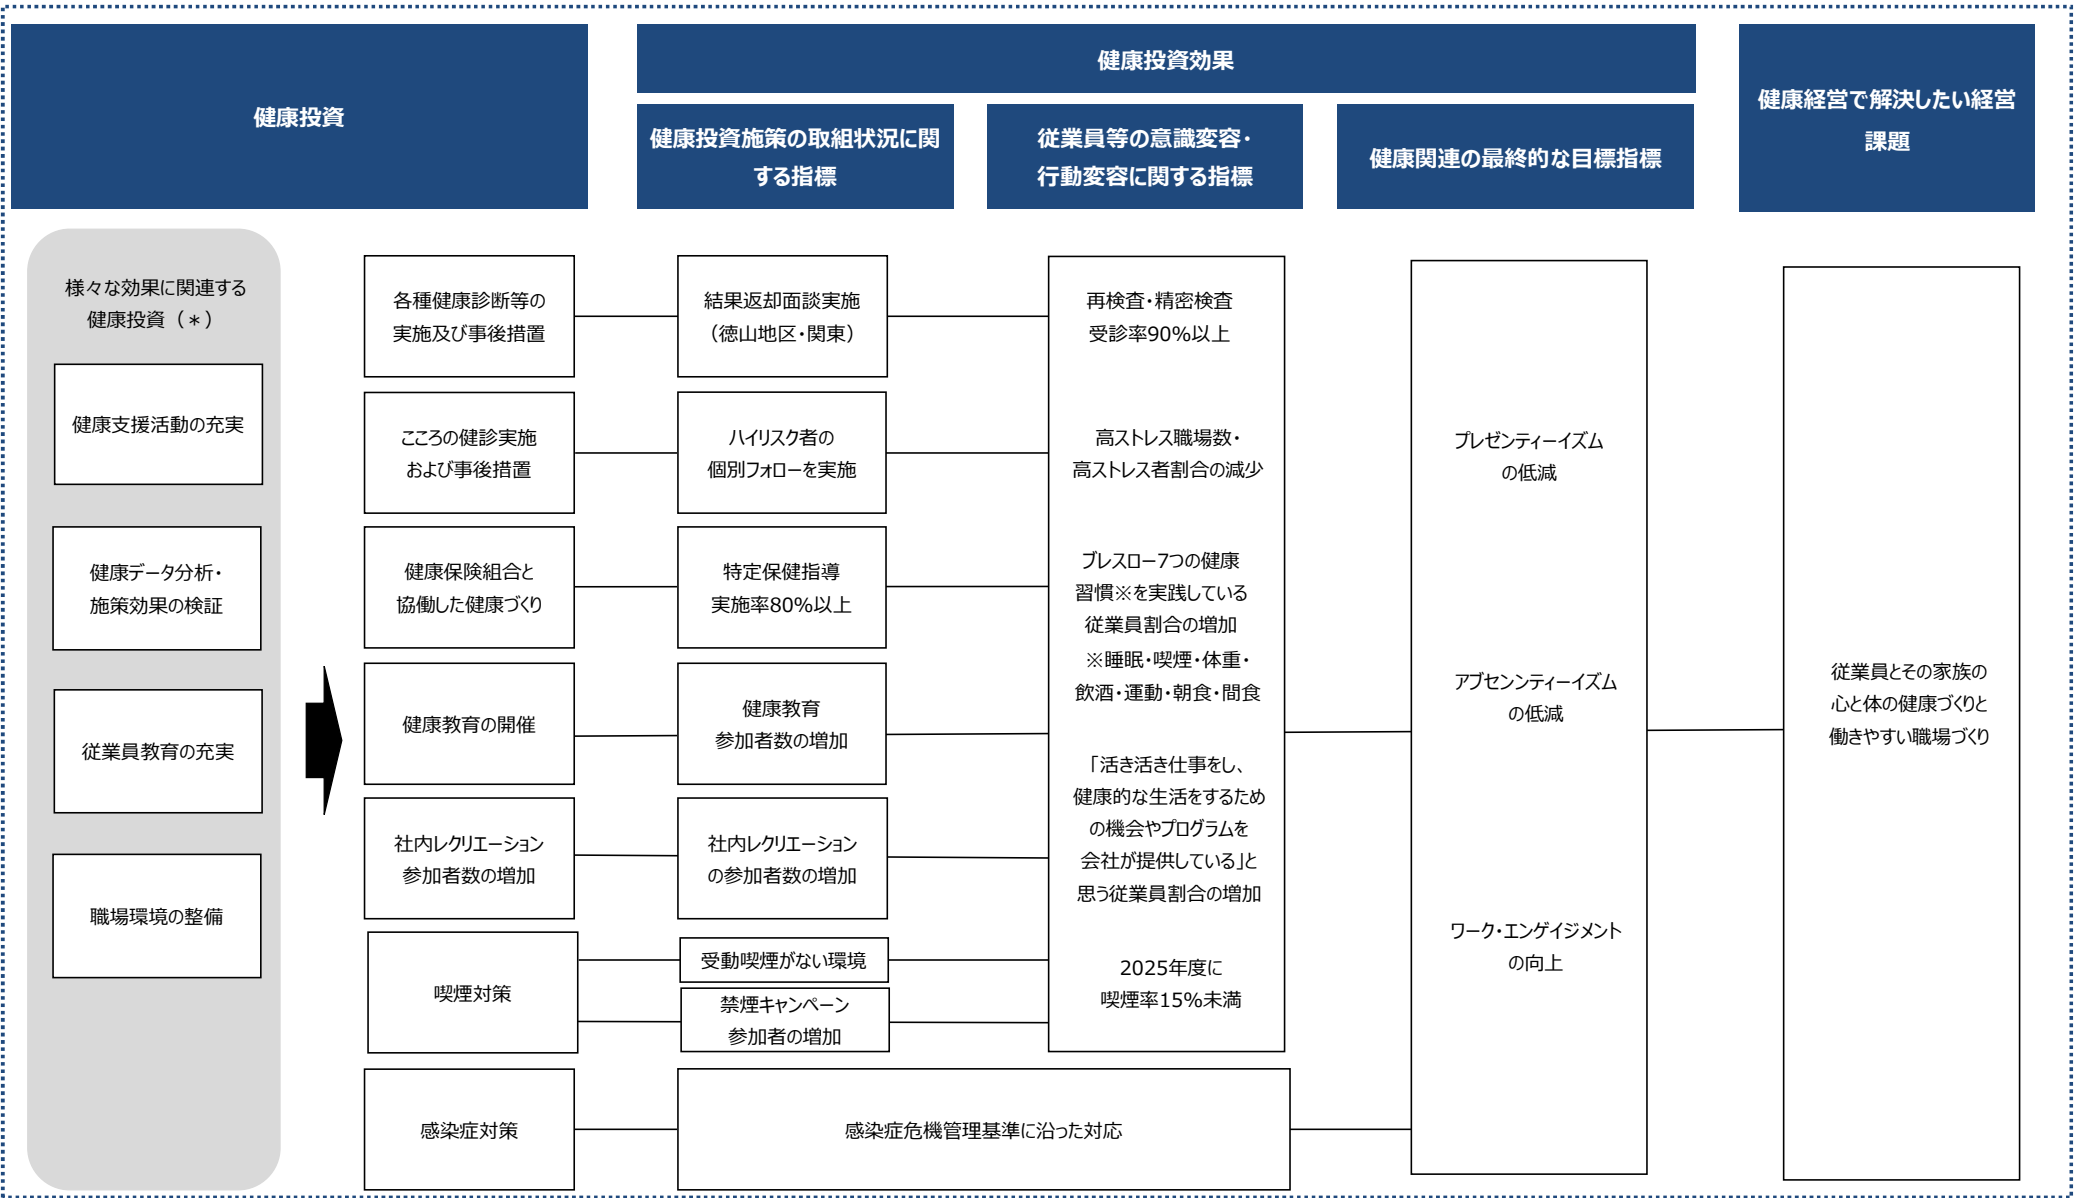 健康投資
健康投資効果
健康経営で解決したい経営
課題
健康投資施策の取組状況に関
する指標
従業員等の意識変容・
行動変容に関する指標
健康関連の最終的な目標指標
様々な効果に関連する
健康投資（＊）
健康支援活動の充実
健康データ分析・
施策効果の検証
従業員教育の充実
職場環境の整備
各種健康診断等の
実施及び事後措置
こころの健診実施
および事後措置
健康保険組合と
協働した健康づくり
健康教育の開催
社内レクリエーション
参加者数の増加
喫煙対策
感染症対策
結果返却面談実施
（徳山地区・関東）
ハイリスク者の
個別フォローを実施
特定保健指導
実施率80%以上
健康教育
参加者数の増加
社内レクリエーション
の参加者数の増加
受動喫煙がない環境
禁煙キャンペーン
参加者の増加
感染症危機管理基準に沿った対応
再検査・精密検査
受診率90%以上
高ストレス職場数・
高ストレス者割合の減少
ブレスロー7つの健康
習慣※を実践している
従業員割合の増加
※睡眠・喫煙・体重・
飲酒・運動・朝食・間食
「活き活き仕事をし、
健康的な生活をするため
の機会やプログラムを
会社が提供している」と
思う従業員割合の増加
2025年度に
喫煙率15%未満
プレゼンティーイズム
の低減
アブセンンティーイズム
の低減
ワーク・エンゲイジメント
の向上
従業員とその家族の
心と体の健康づくりと
働きやすい職場づくり